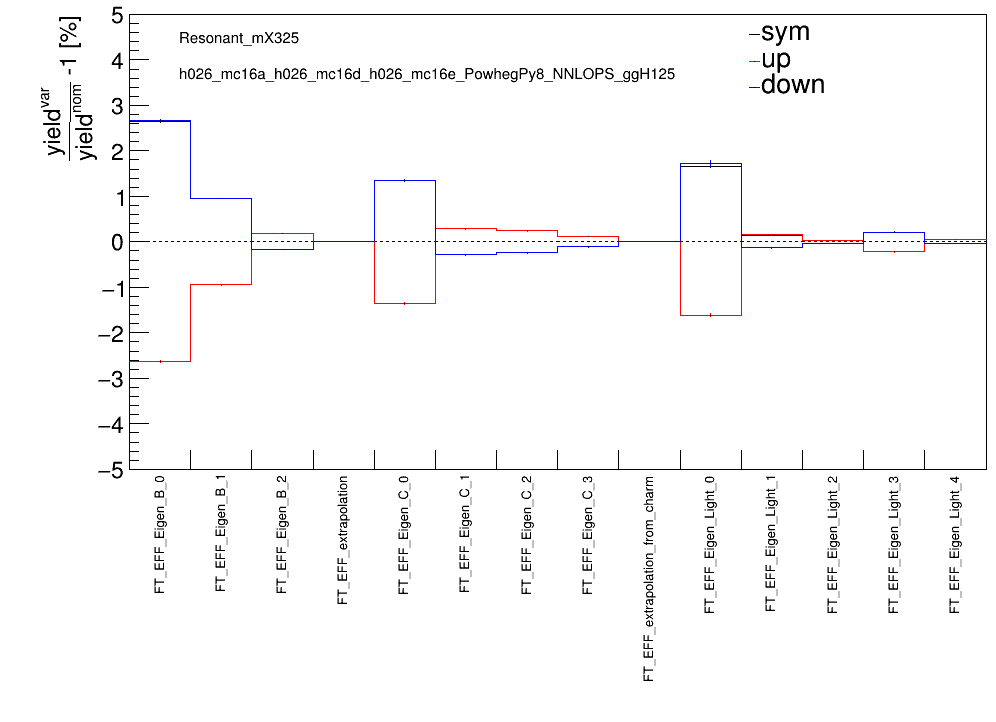 Resonant_mX325
h026_mc16a_h026_mc16d_h026_mc16e_PowhegPy8_NNLOPS_ggH125
sym
up
down
yield^var
yield^nom -1 [%]
5
4
3
2
1
0
−1
−2
−3
−4
−5
FT_EFF_Eigen_B_0
FT_EFF_Eigen_B_1
FT_EFF_Eigen_B_2
FT_EFF_extrapolation
FT_EFF_Eigen_C_0
FT_EFF_Eigen_C_1
FT_EFF_Eigen_C_2
FT_EFF_Eigen_C_3
FT_EFF_extrapolation_from_charm
FT_EFF_Eigen_Light_0
FT_EFF_Eigen_Light_1
FT_EFF_Eigen_Light_2
FT_EFF_Eigen_Light_3
FT_EFF_Eigen_Light_4